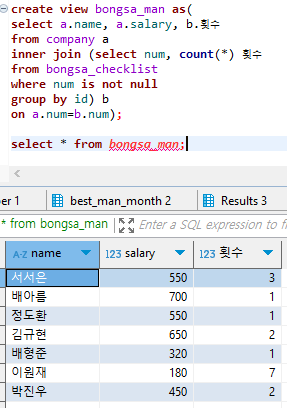 create view bongsa_man as(
select a.name, a.salary, b.횟수
from company a
inner join (select num, count(*) 횟수
from bongsa_checklist
where num is not null
group by id) b
on a.num=b.num);
select * from bongsa_man;
per 1 best_man_month 2 Results 3
* from bongsa_man Enter a SQL expression to fi
A-Z name 123 salary 123 횟수
서서은 550 3
배아름 700 1
정도환 550 1
김규현 650 2
배형준 320 1
이원재 180 7
박진우 450 2